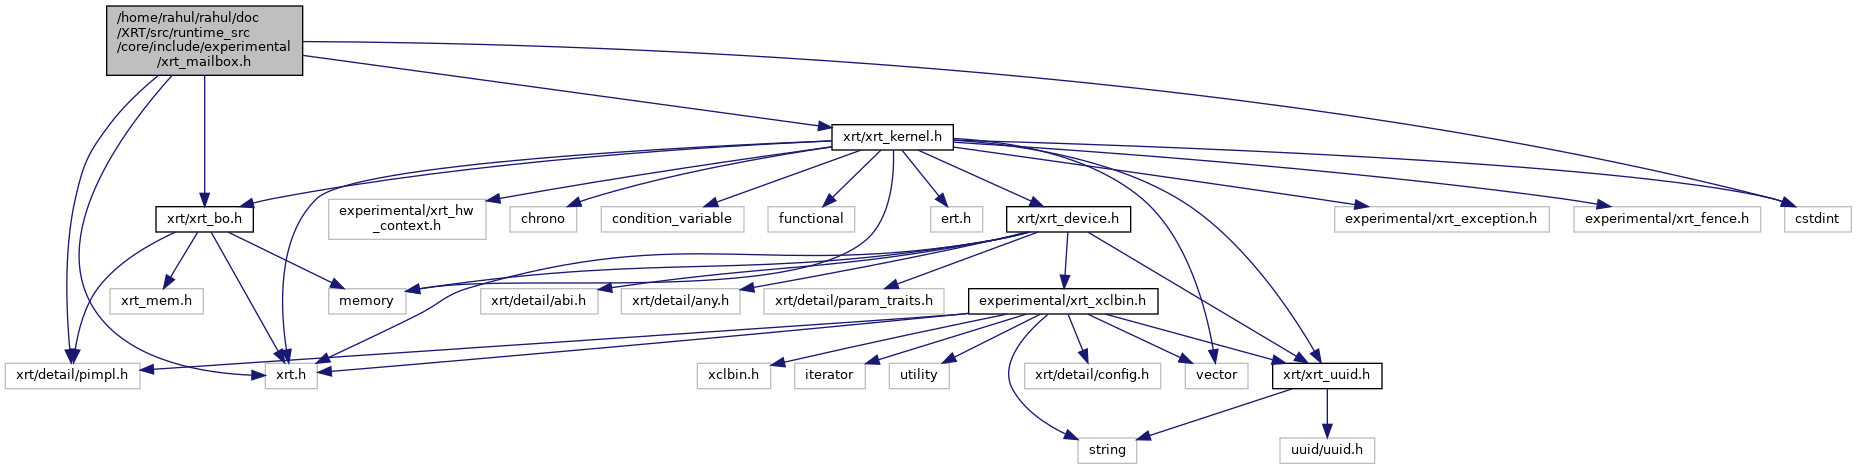 /home/rahul/rahul/doc
/XRT/src/runtime_src
/core/include/experimental
/xrt_mailbox.h
xrt/xrt_kernel.h
xrt/xrt_bo.h
experimental/xrt_hw
_context.h
chrono
condition_variable
functional
ert.h
xrt/xrt_device.h
experimental/xrt_exception.h
experimental/xrt_fence.h
cstdint
xrt_mem.h
memory
xrt/detail/abi.h
xrt/detail/any.h
xrt/detail/param_traits.h
experimental/xrt_xclbin.h
xrt/detail/pimpl.h
xrt.h
xclbin.h
iterator
utility
xrt/detail/config.h
vector
xrt/xrt_uuid.h
string
uuid/uuid.h